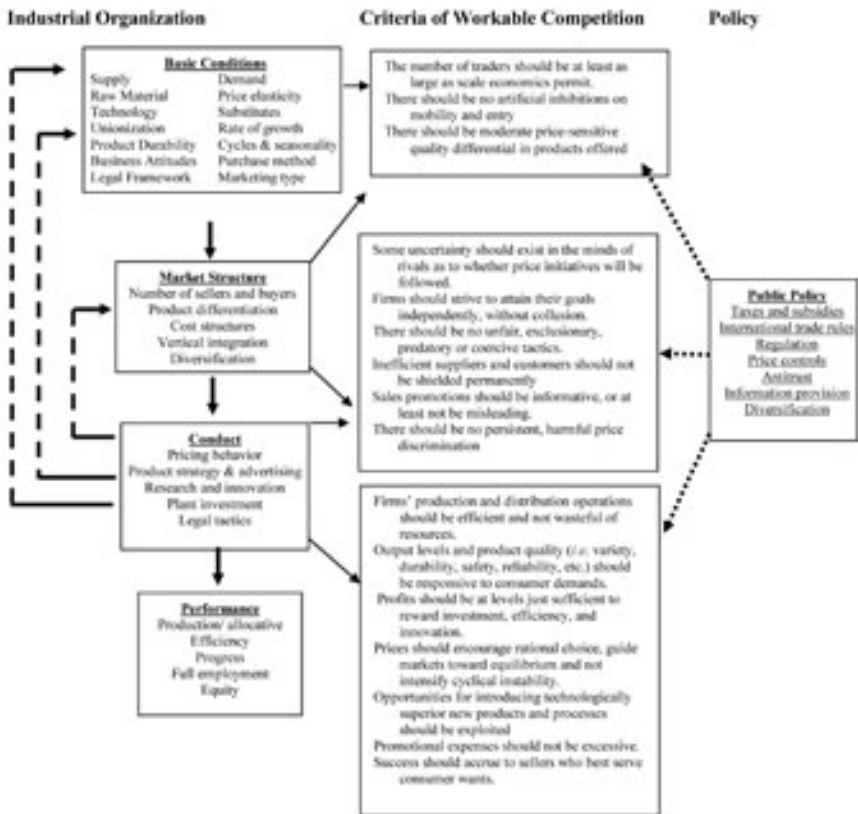 Industrial Organization
Criteria of Workable Competition
Policy
Basic Conditions
Supply Demand
Raw Material Price elasticity
Technology Substitutes
Unionization Rate of growth
Product Durability Cycles & seasonality
Business Attitudes Purchase method
Legal Framework Marketing type
Market Structure
Number of sellers and buyers
Product differentiation
Cost structures
Vertical integration
Diversification
Conduct
Pricing behavior
Product strategy & advertising
Research and innovation
Plant investment
Legal tactics
Performance
Production/ allocative
Efficiency
Progress
Full employment
Equity
The number of traders should be at least as
large as scale economics permit.
There should be no artificial inhibitions on
mobility and entry
There should be moderate price-sensitive
quality differential in products offered
Some uncertainty should exist in the minds of
rivals as to whether price initiatives will be
followed.
Firms should strive to attain their goals
independently, without collusion.
There should be no unfair, exclusionary,
predatory or coercive tactics.
Inefficient suppliers and customers should not
be shielded permanently
Sales promotions should be informative, or at
least not be misleading.
There should be no persistent, harmful price
discrimination
Firms' production and distribution operations
should be efficient and not wasteful of
resources.
Output levels and product quality (i.e. variety,
durability, safety, reliability, etc.) should
be responsive to consumer demands.
Profits should be at levels just sufficient to
reward investment, efficiency, and
innovation.
Prices should encourage rational choice, guide
markets toward equilibrium and not
intensify cyclical instability.
Opportunities for introducing technologically
superior new products and processes
should be exploited
Promotional expenses should not be excessive.
Success should accrue to sellers who best serve
consumer wants.
Public Policy
Taxes and subsidies
International trade rules
Regulation
Price controls
Antitrust
Information provision
Diversification